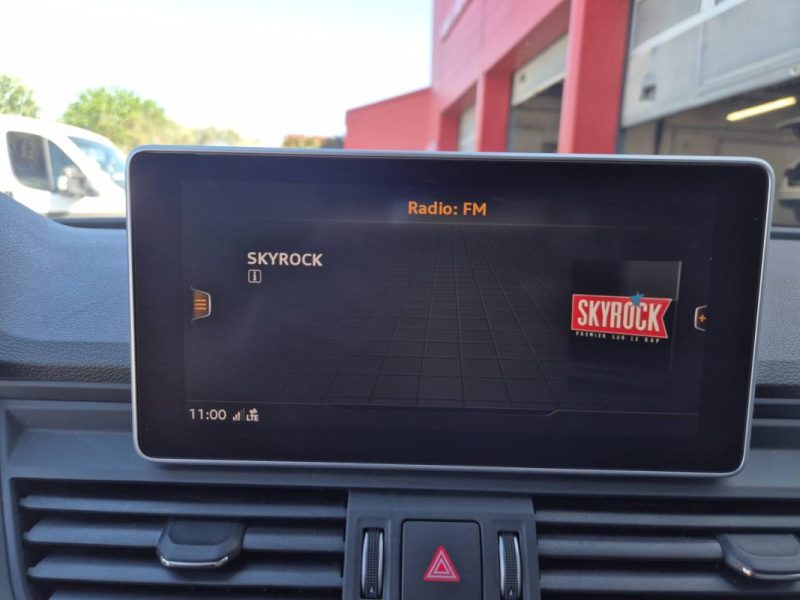 Radio: FM
SKYROCK
i
SKYROCK
PREMIER SUR LE RAP
11:00 LTE